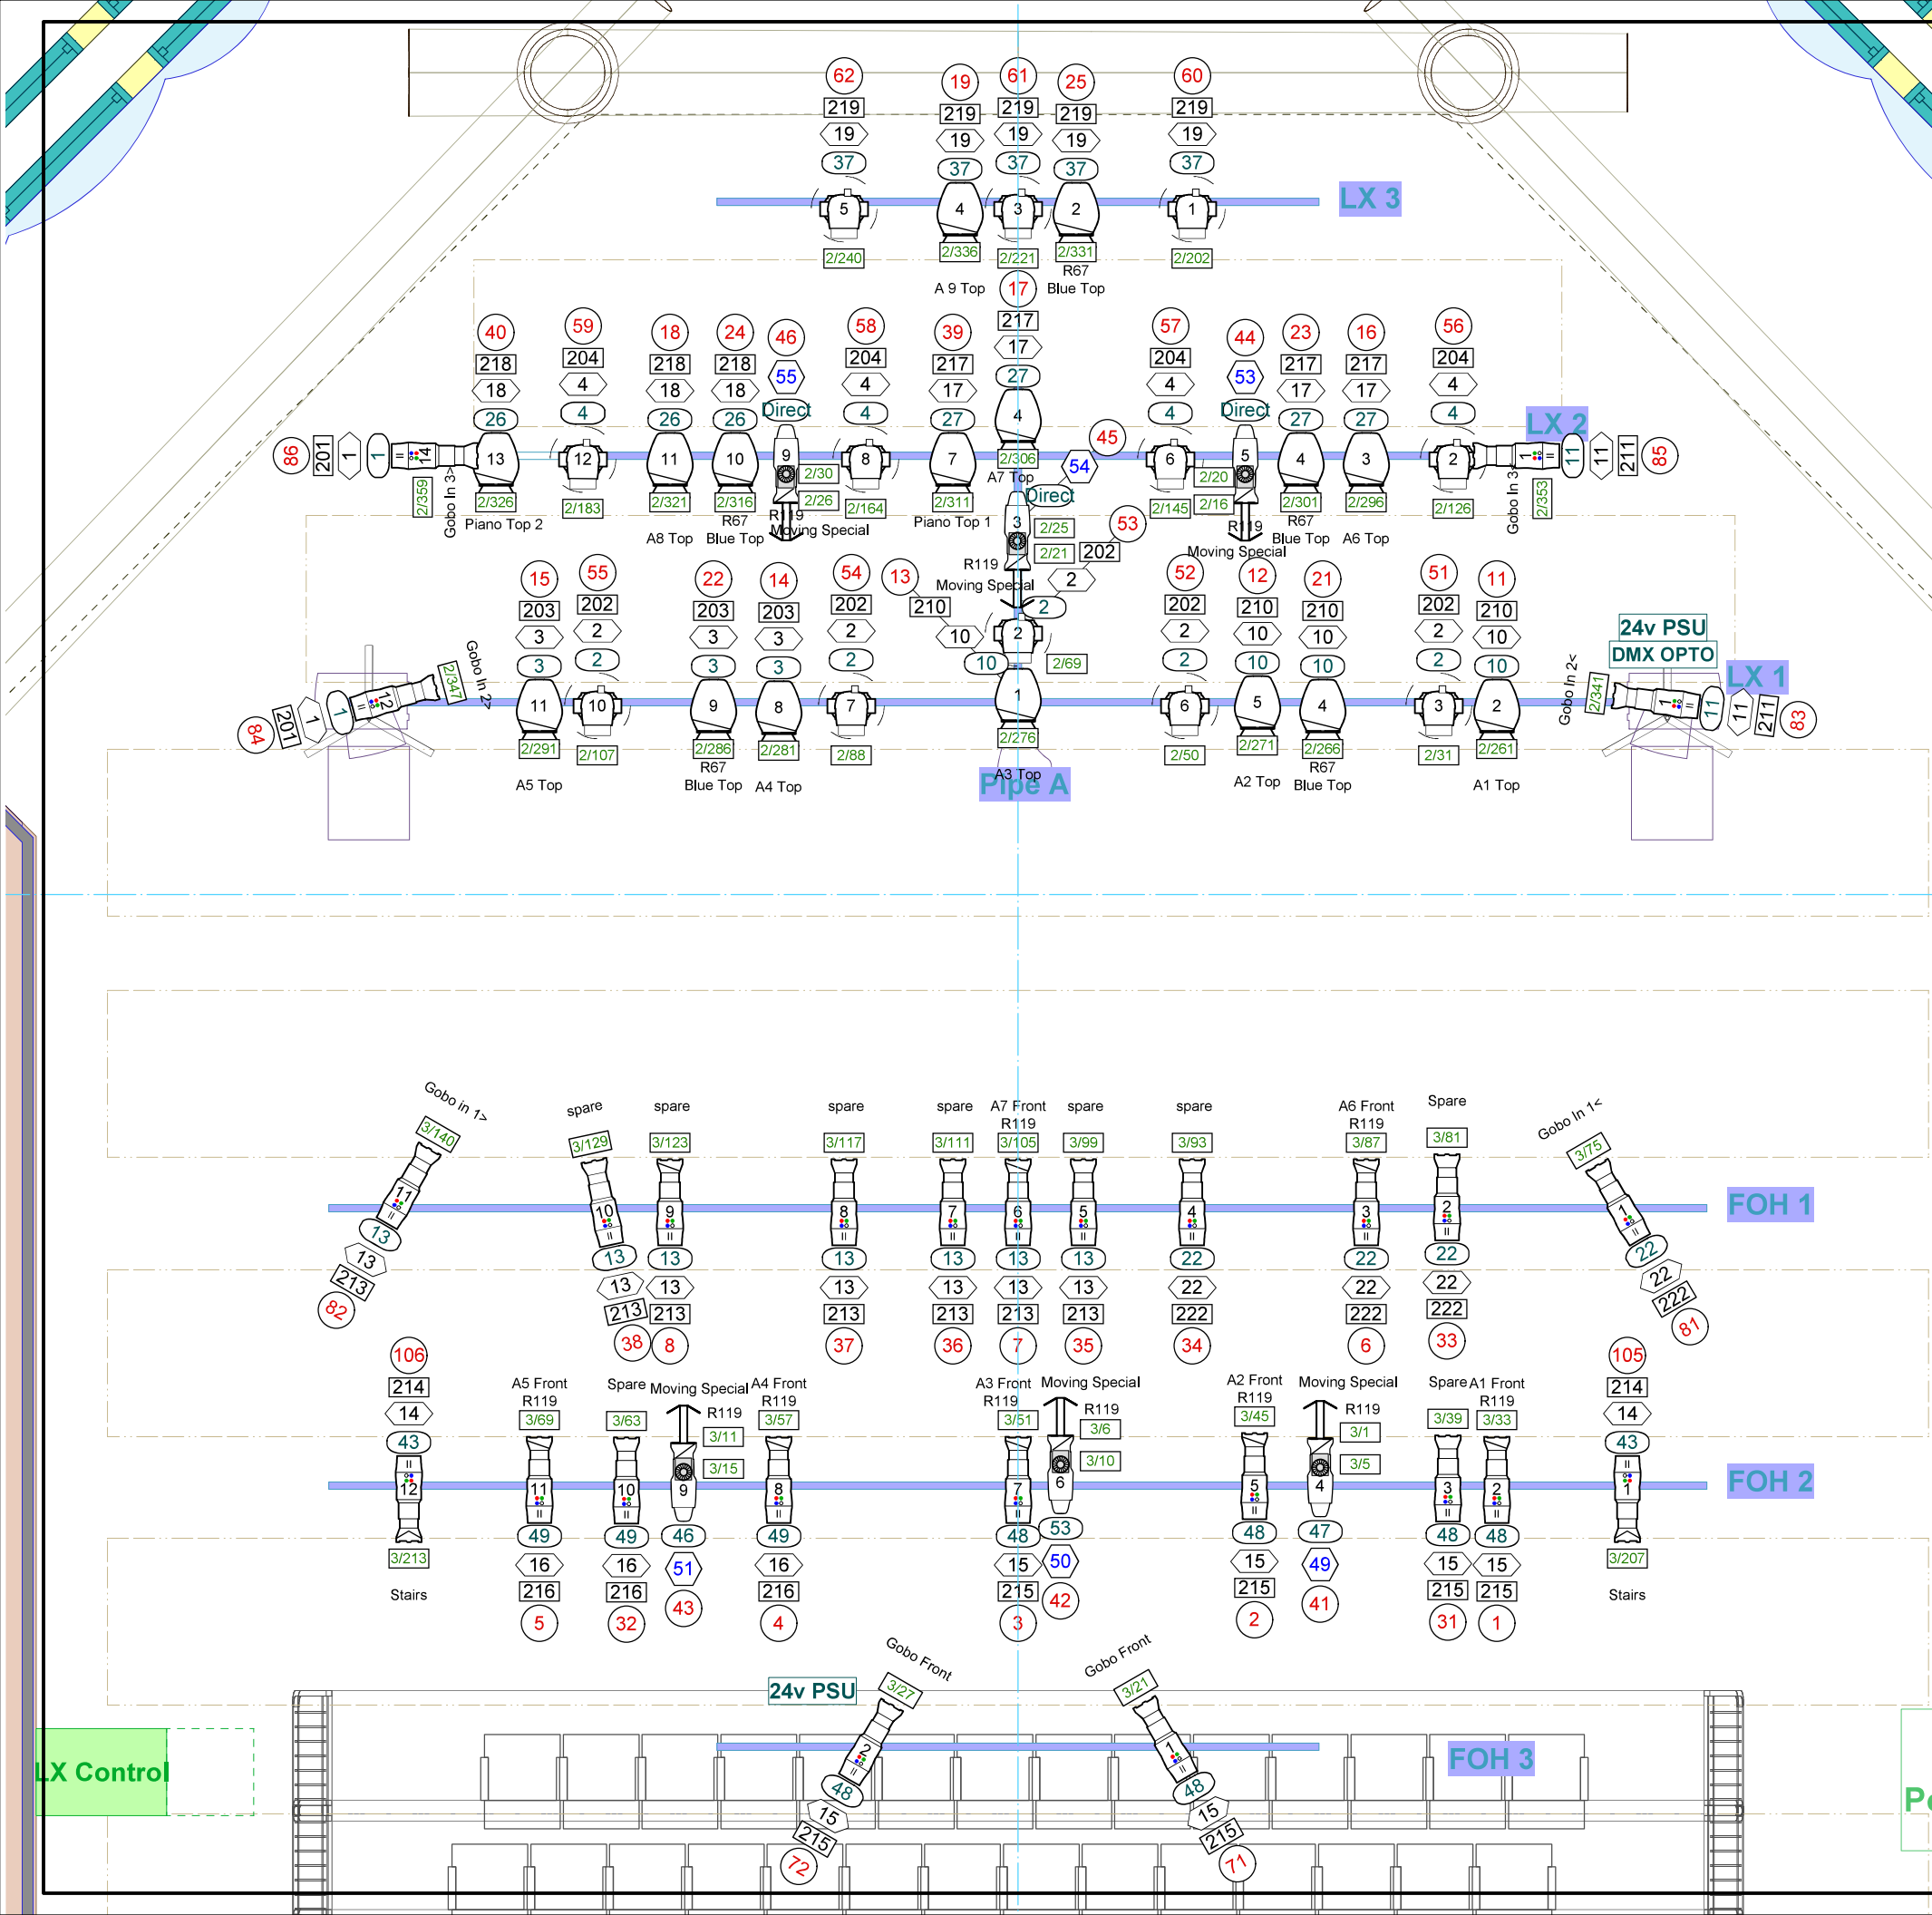 62 19 61 25 60
219 219 219 219 219
19 19 19 19 19
37 37 37 37 37
LX 3
5 4 3 2 1
2/240 2/336 2/221 2/331 2/202
R67
A 9 Top Blue Top
17
217
17
27
4
2/306
A7 Top
40 59 18 24 46 58 39 57 44 23 16 56
218 204 218 218 55 204 217 204 53 217 217 204
18 4 18 18 4 17 4 17 17 4
26 4 26 26 Direct 4 27 4 Direct 27 27 4
LX 2
86 201 1 1 14 13 12 11 10 9 8 7 6 5 4 3 2 1 11 11 211 85
45
54
Direct
2/359 2/326 2/183 2/321 2/316 2/30 2/26 2/164 2/311 2/145 2/20 2/16 2/301 2/296 2/126 2/353
Gobo In 3> Piano Top 2 R67 R119 Piano Top 1 R119 R67 Gobo In 3<
A8 Top Blue Top Moving Special Moving Special Blue Top A6 Top
3
2/25
2/21
R119
Moving Special
53
202
2
2
2
2/69
13
210
10
10
1
2/276
A3 Top
Pipe A
15 55 22 14 54 52 12 21 51 11
203 202 203 203 202 202 210 210 202 210
3 2 3 3 2 2 10 10 2 10
3 2 3 3 2 2 10 10 2 10
24v PSU
DMX OPTO
LX 1
84 201 1 1 12 11 10 9 8 7 6 5 4 3 2 1 11 11 211 83
2/347 2/291 2/107 2/286 2/281 2/88 2/50 2/271 2/266 2/31 2/261 2/341
Gobo In 2> R67 R67 Gobo In 2<
A5 Top Blue Top A4 Top A2 Top Blue Top A1 Top
Gobo in 1> spare spare spare spare A7 Front spare spare A6 Front Spare Gobo In 1<
R119 R119
3/140 3/129 3/123 3/117 3/111 3/105 3/99 3/93 3/87 3/81 3/75
11 10 9 8 7 6 5 4 3 2 1
FOH 1
13 13 13 13 13 13 13 22 22 22 22
13 13 13 13 13 13 13 22 22 22 22
213 213 213 213 213 213 213 222 222 222 222
82 38 8 37 36 7 35 34 6 33 81
106 105
214 214
14 14
43 43
A5 Front Spare Moving Special A4 Front A3 Front Moving Special A2 Front Moving Special Spare A1 Front
R119 R119 R119 R119 R119 R119 R119 R119
3/69 3/63 3/11 3/57 3/51 3/6 3/45 3/1 3/39 3/33
3/15 3/10 3/5
12 11 10 9 8 7 6 5 4 3 2 1
FOH 2
3/213 49 49 46 49 48 53 48 47 48 48 3/207
16 16 51 16 15 50 15 49 15 15
Stairs 216 216 216 215 215 215 215 Stairs
5 32 43 4 3 42 2 41 31 1
Gobo Front Gobo Front
24v PSU
3/27 3/21
2 1
FOH 3
48 48
15 15
215 215
72 71
LX Control